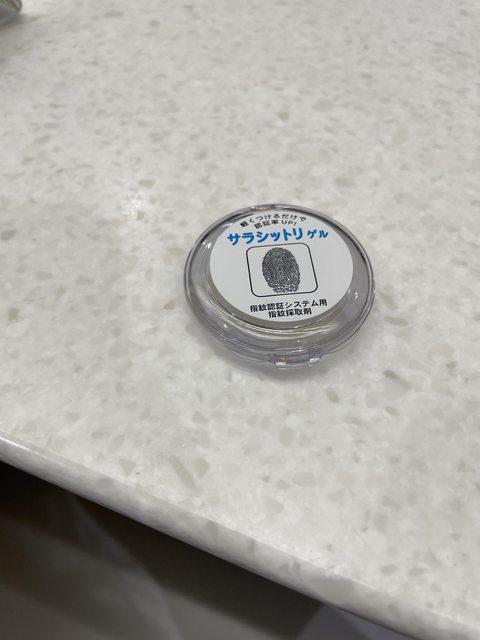 軽くつけるだけで
認証率UP!
サラシットリゲル
指紋認証システム用
指紋採取剤